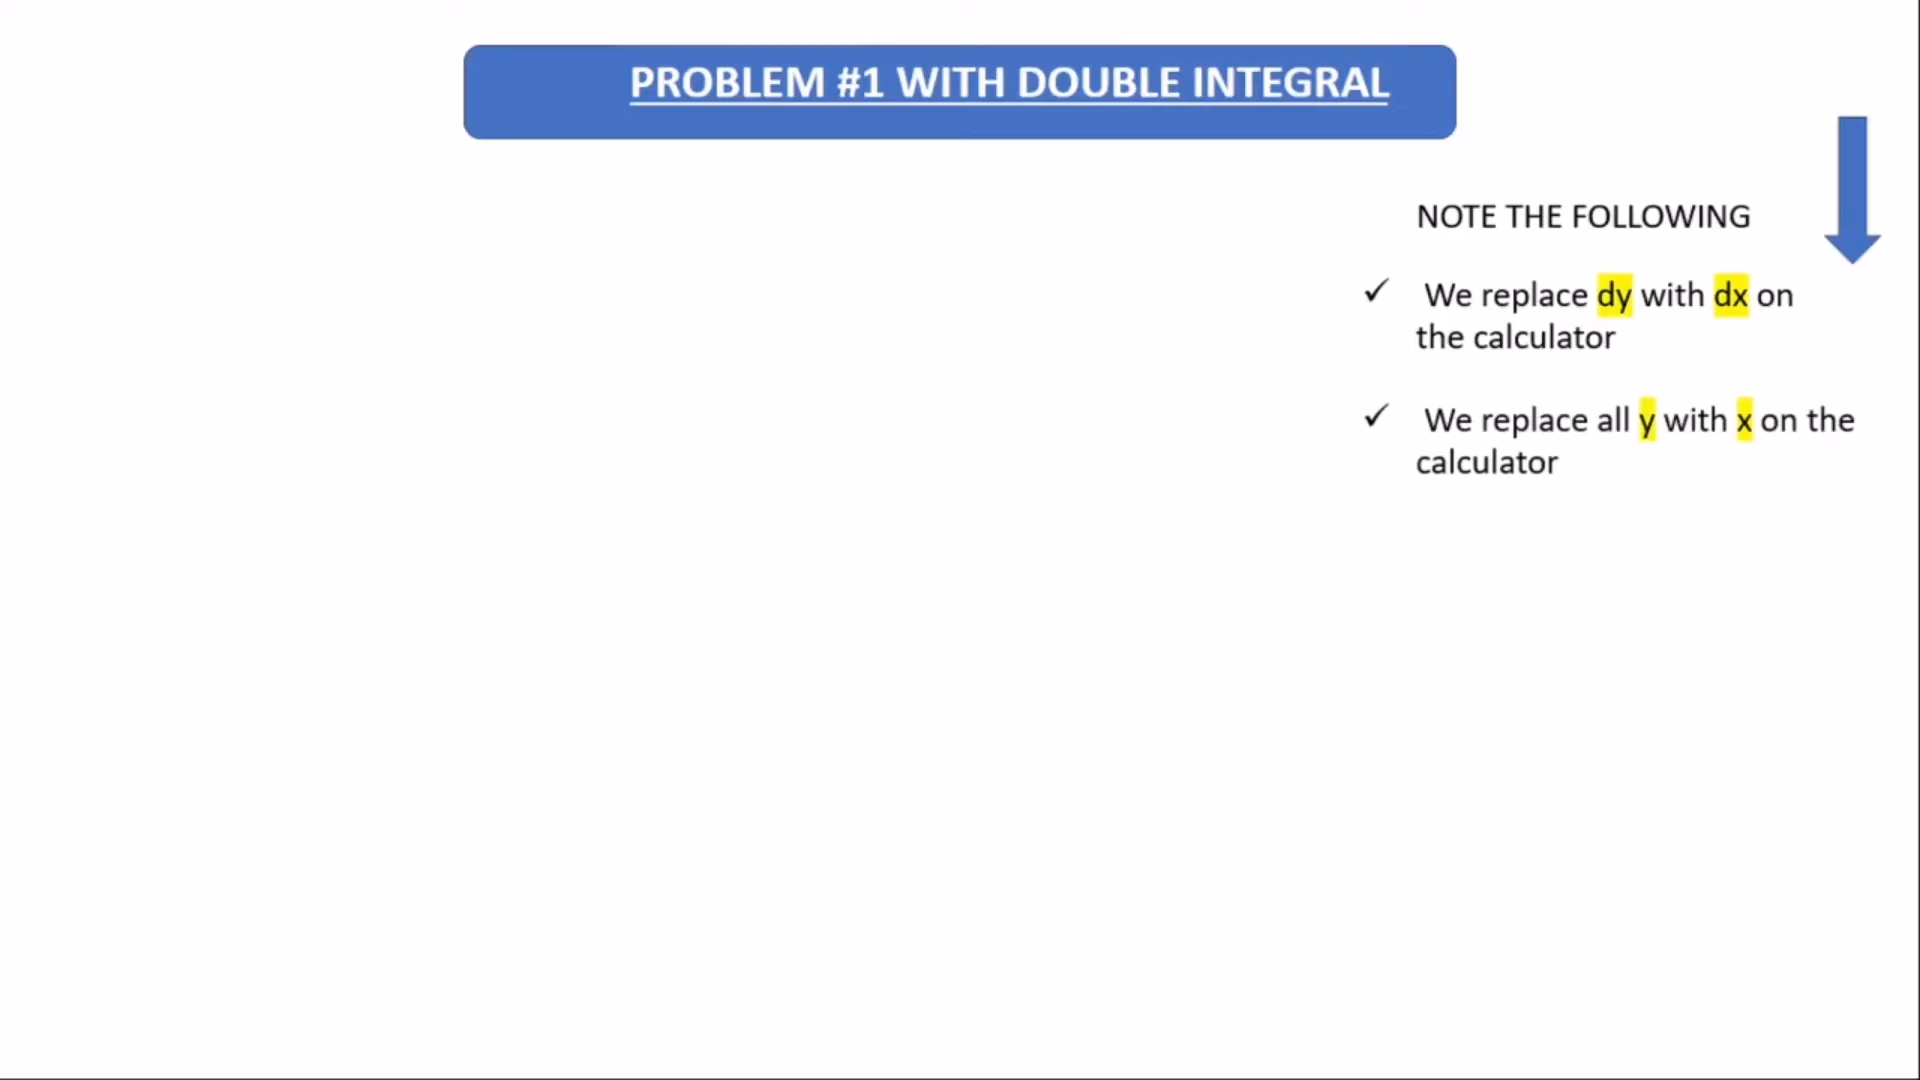 PROBLEM #1 WITH DOUBLE INTEGRAL
NOTE THE FOLLOWING
✓ We replace dy with dx on
the calculator
✓ We replace all y with x on the
calculator